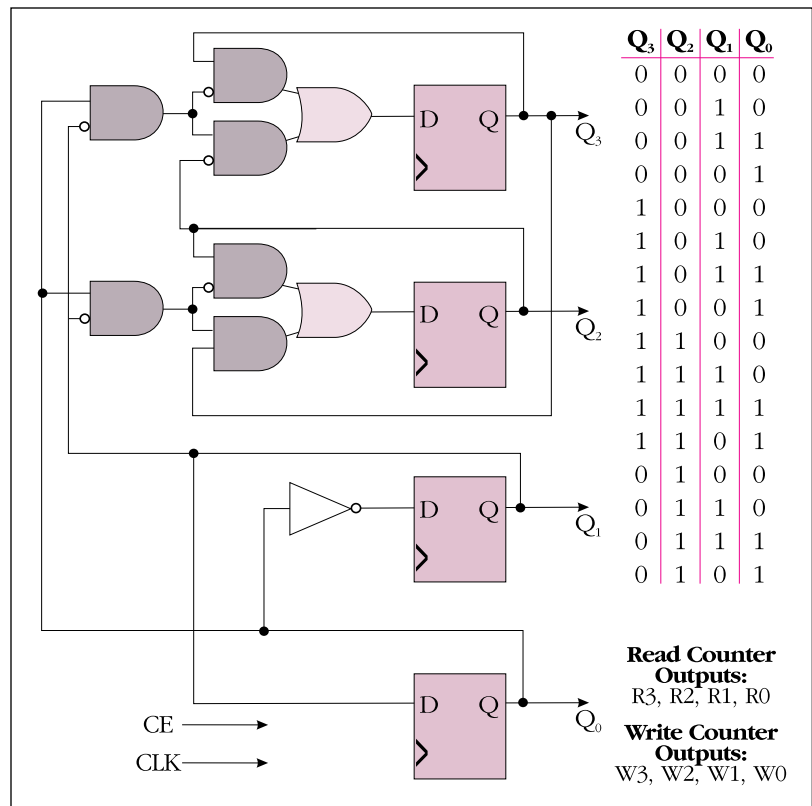 Q3 Q2 Q1 Q0
0 0 0 0
0 0 1 0
0 0 1 1
0 0 0 1
1 0 0 0
1 0 1 0
1 0 1 1
1 0 0 1
1 1 0 0
1 1 1 0
1 1 1 1
1 1 0 1
0 1 0 0
0 1 1 0
0 1 1 1
0 1 0 1
D Q
Q3
D Q
Q2
D Q
Q1
D Q
Q0
CE
CLK
Read Counter
Outputs:
R3, R2, R1, R0
Write Counter
Outputs:
W3, W2, W1, W0